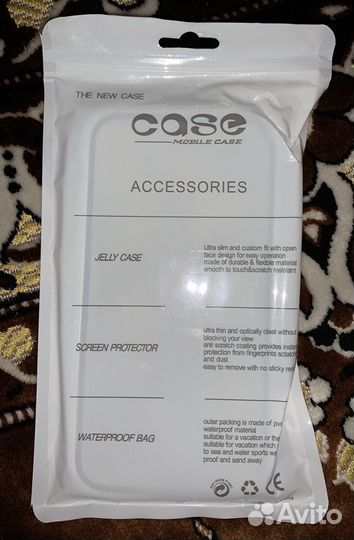 THE NEW CASE
case
MOBILE CASE
ACCESSORIES
JELLY CASE
Ultra slim and custom fit with open
face design for easy operation
made of durable & flexible material
smooth to touch&scratch resistant
SCREEN PROTECTOR
ultra thin and optically cleat without
blocking your view
anti scratch coating provides instant
protection from fingerprints sctatch
and dust
easy to remove with no sticky
WATERPROOF BAG
outer packing is made of pvc
waterproof material
suitable for a vacation or the
suitable for vacation which
to sea and water sports
proof and sand away
CE
Avito